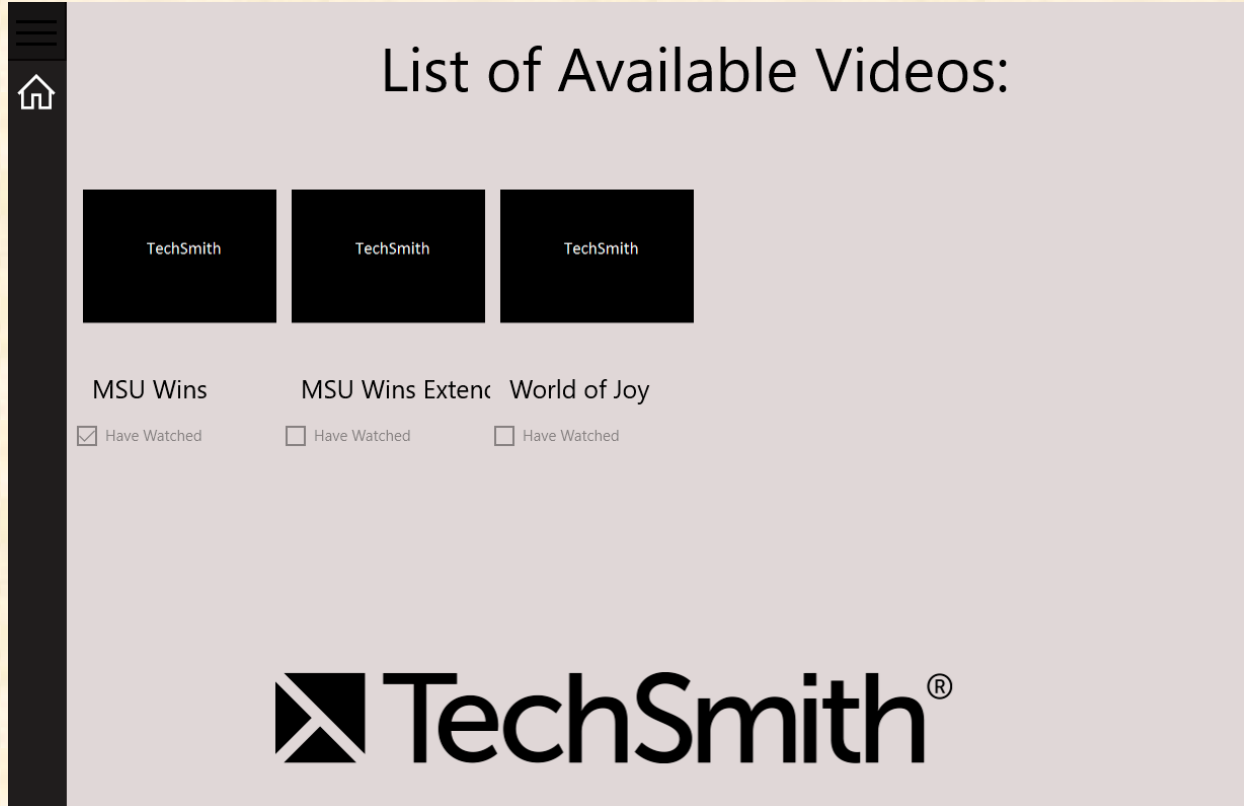 List of Available Videos:
TechSmith TechSmith TechSmith
MSU Wins MSU Wins Extend World of Joy
Have Watched Have Watched Have Watched
TechSmith®